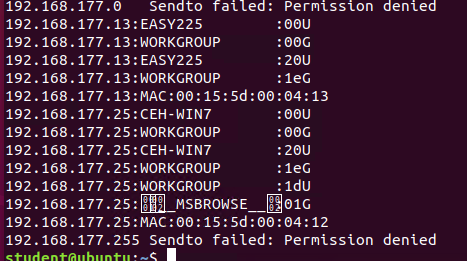 192.168.177.0   Sendto failed: Permission denied
192.168.177.13:EASY225         :00U
192.168.177.13:WORKGROUP       :00G
192.168.177.13:EASY225         :20U
192.168.177.13:WORKGROUP       :1eG
192.168.177.13:MAC:00:15:5d:00:04:13
192.168.177.25:CEH-WIN7        :00U
192.168.177.25:WORKGROUP       :00G
192.168.177.25:CEH-WIN7        :20U
192.168.177.25:WORKGROUP       :1eG
192.168.177.25:WORKGROUP       :1dU
192.168.177.25:__MSBROWSE__:01G
192.168.177.25:MAC:00:15:5d:00:04:12
192.168.177.255 Sendto failed: Permission denied
student@ubuntu:~$